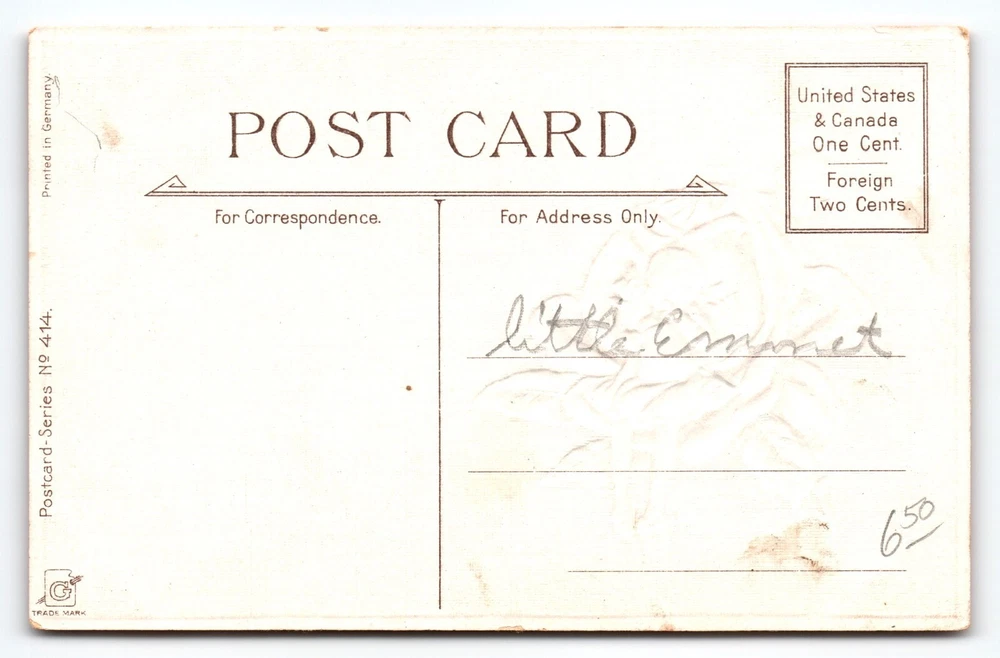 Printed in Germany.
POST CARD
United States
& Canada
One Cent.
Foreign
Two Cents.
For Correspondence.
For Address Only.
little Emmet
Postcard-Series No 414.
6 50
G
TRADE MARK